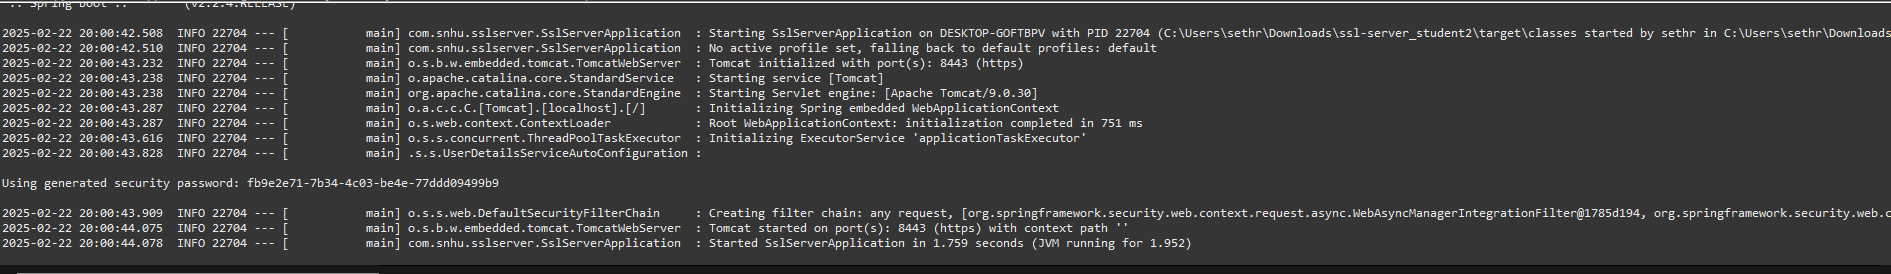 :: Spring Boot ::        (v2.2.4.RELEASE)
2025-02-22 20:00:42.508  INFO 22704 --- [           main] com.snhu.sslserver.SslServerApplication  : Starting SslServerApplication on DESKTOP-GOFTBPV with PID 22704 (C:\Users\sethr\Downloads\ssl-server_student2\target\classes started by sethr in C:\Users\sethr\Downloads
2025-02-22 20:00:42.510  INFO 22704 --- [           main] com.snhu.sslserver.SslServerApplication  : No active profile set, falling back to default profiles: default
2025-02-22 20:00:43.232  INFO 22704 --- [           main] o.s.b.w.embedded.tomcat.TomcatWebServer  : Tomcat initialized with port(s): 8443 (https)
2025-02-22 20:00:43.238  INFO 22704 --- [           main] o.apache.catalina.core.StandardService   : Starting service [Tomcat]
2025-02-22 20:00:43.238  INFO 22704 --- [           main] org.apache.catalina.core.StandardEngine  : Starting Servlet engine: [Apache Tomcat/9.0.30]
2025-02-22 20:00:43.287  INFO 22704 --- [           main] o.a.c.c.C.[Tomcat].[localhost].[/]       : Initializing Spring embedded WebApplicationContext
2025-02-22 20:00:43.287  INFO 22704 --- [           main] o.s.web.context.ContextLoader            : Root WebApplicationContext: initialization completed in 751 ms
2025-02-22 20:00:43.616  INFO 22704 --- [           main] o.s.s.concurrent.ThreadPoolTaskExecutor  : Initializing ExecutorService 'applicationTaskExecutor'
2025-02-22 20:00:43.828  INFO 22704 --- [           main] .s.s.UserDetailsServiceAutoConfiguration :
Using generated security password: fb9e2e71-7b34-4c03-be4e-77ddd09499b9
2025-02-22 20:00:43.909  INFO 22704 --- [           main] o.s.s.web.DefaultSecurityFilterChain     : Creating filter chain: any request, [org.springframework.security.web.context.request.async.WebAsyncManagerIntegrationFilter@1785d194, org.springframework.security.web.c
2025-02-22 20:00:44.075  INFO 22704 --- [           main] o.s.b.w.embedded.tomcat.TomcatWebServer  : Tomcat started on port(s): 8443 (https) with context path ''
2025-02-22 20:00:44.078  INFO 22704 --- [           main] com.snhu.sslserver.SslServerApplication  : Started SslServerApplication in 1.759 seconds (JVM running for 1.952)